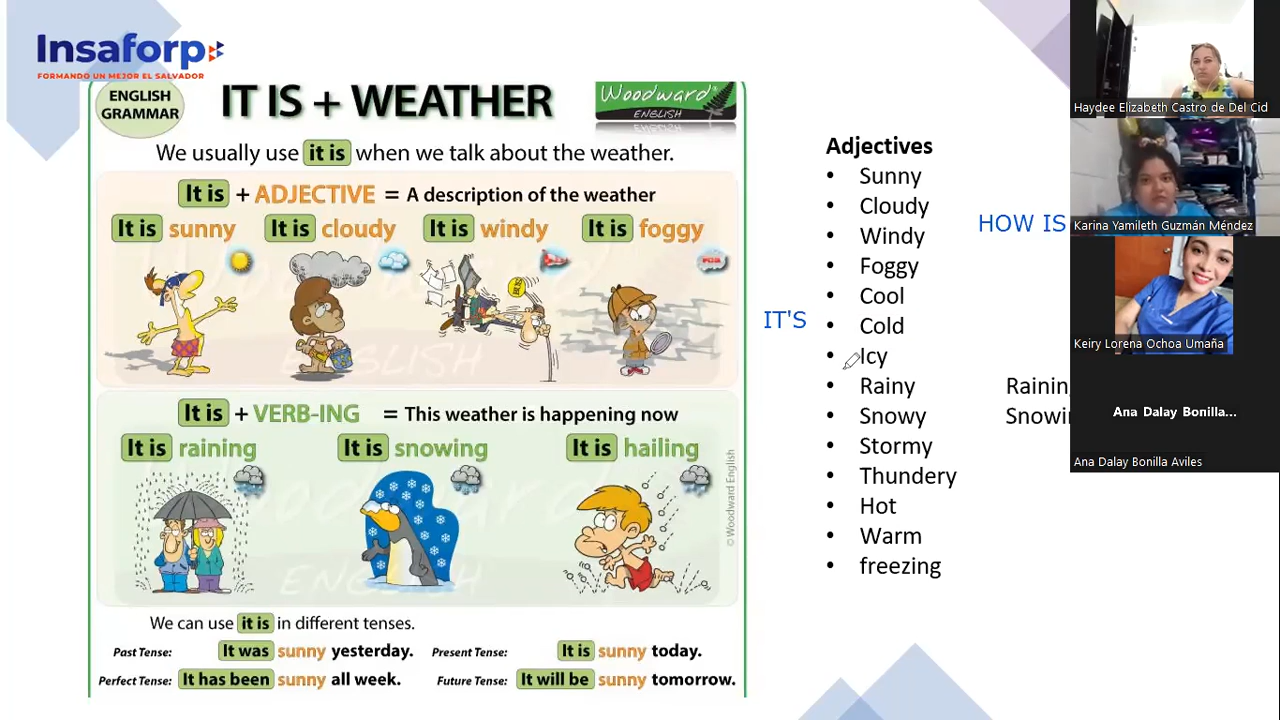 Insaforp
FORMANDO UN MEJOR EL SALVADOR
ENGLISH
GRAMMAR
IT IS + WEATHER
Woodward
ENGLISH
We usually use it is when we talk about the weather.
It is + ADJECTIVE = A description of the weather
It is sunny It is cloudy It is windy It is foggy
It is + VERB-ING = This weather is happening now
It is raining It is snowing It is hailing
© Woodward English
We can use it is in different tenses.
Past Tense: It was sunny yesterday. Present Tense: It is sunny today.
Perfect Tense: It has been sunny all week. Future Tense: It will be sunny tomorrow.
IT'S
Adjectives
• Sunny
• Cloudy
• Windy
• Foggy
• Cool
• Cold
• Icy
• Rainy
• Snowy
• Stormy
• Thundery
• Hot
• Warm
• freezing
HOW IS
Rainin
Snowin
Haydee Elizabeth Castro de Del Cid
Karina Yamileth Guzmán Méndez
Keiry Lorena Ochoa Umaña
Ana Dalay Bonilla...
Ana Dalay Bonilla Aviles